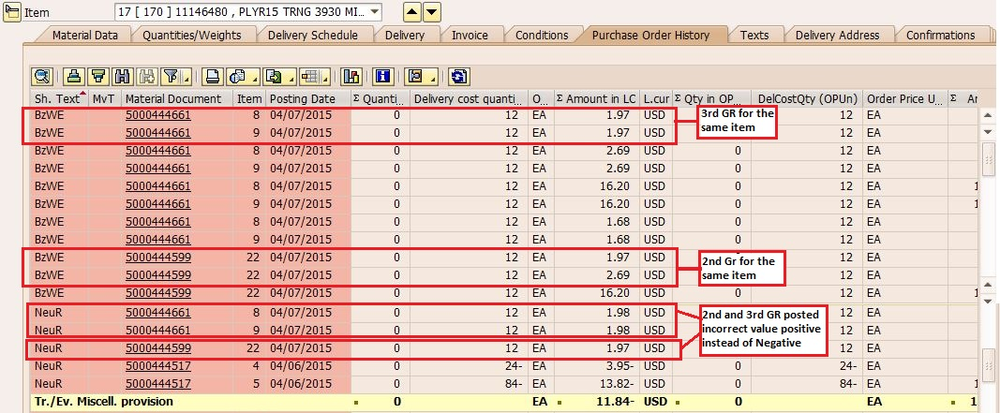 Item 17 [ 170 ] 11146480 , PLYR15 TRNG 3930 MI...
Material Data Quantities/Weights Delivery Schedule Delivery Invoice Conditions Purchase Order History Texts Delivery Address Confirmations
Sh. Text MvT Material Document Item Posting Date Σ Quanti... Delivery cost quanti... O... Σ Amount in LC L.cur Σ Qty in OP... DelCostQty (OPUn) Order Price U... Σ Ar
BzWE 5000444661 8 04/07/2015 0 12 EA 1.97 USD 12 EA
BzWE 5000444661 9 04/07/2015 0 12 EA 1.97 USD 12 EA
3rd GR for the
same item
BzWE 5000444661 8 04/07/2015 0 12 EA 2.69 USD 0 12 EA
BzWE 5000444661 9 04/07/2015 0 12 EA 2.69 USD 0 12 EA
BzWE 5000444661 8 04/07/2015 0 12 EA 16.20 USD 0 12 EA 1
BzWE 5000444661 9 04/07/2015 0 12 EA 16.20 USD 0 12 EA 1
BzWE 5000444661 8 04/07/2015 0 12 EA 1.68 USD 0 12 EA
BzWE 5000444661 9 04/07/2015 0 12 EA 1.68 USD 0 12 EA
BzWE 5000444599 22 04/07/2015 0 12 EA 1.97 USD 12 EA
BzWE 5000444599 22 04/07/2015 0 12 EA 2.69 USD 12 EA
2nd Gr for the
same item
BzWE 5000444599 22 04/07/2015 0 12 EA 16.20 USD 0 12 EA 1
NeuR 5000444661 8 04/07/2015 0 12 EA 1.98 USD 12 EA
NeuR 5000444661 9 04/07/2015 0 12 EA 1.98 USD 12 EA
NeuR 5000444599 22 04/07/2015 0 12 EA 1.97 USD 12 EA
2nd and 3rd GR posted
incorrect value positive
instead of Negative
NeuR 5000444517 4 04/06/2015 0 24- EA 3.95- USD 0 24- EA
NeuR 5000444517 5 04/06/2015 0 84- EA 13.82- USD 0 84- EA 1
Tr./Ev. Miscell. provision 0 EA 11.84- USD 0 EA 1